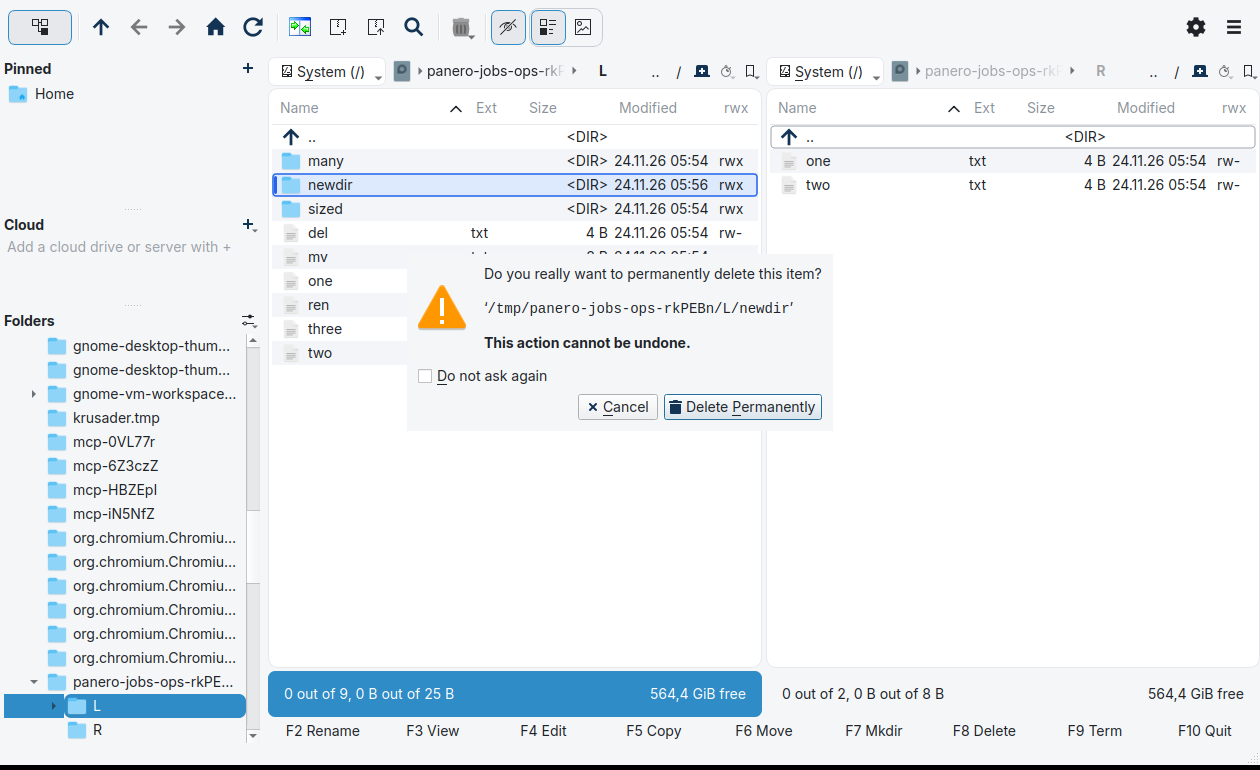 Pinned
Home
Cloud
Add a cloud drive or server with +
Folders
gnome-desktop-thum...
gnome-desktop-thum...
gnome-vm-workspace...
krusader.tmp
mcp-0VL77r
mcp-6Z3czZ
mcp-HBZEpI
mcp-iN5NfZ
org.chromium.Chromiu...
org.chromium.Chromiu...
org.chromium.Chromiu...
org.chromium.Chromiu...
org.chromium.Chromiu...
org.chromium.Chromiu...
panero-jobs-ops-rkPE...
L
R
System (/) panero-jobs-ops-rkP L .. /
Name Ext Size Modified rwx
.. <DIR>
many <DIR> 24.11.26 05:54 rwx
newdir <DIR> 24.11.26 05:56 rwx
sized <DIR> 24.11.26 05:54 rwx
del txt 4 B 24.11.26 05:54 rw-
mv
one
ren
three
two
0 out of 9, 0 B out of 25 B 564,4 GiB free
System (/) panero-jobs-ops-rk R .. /
Name Ext Size Modified rwx
.. <DIR>
one txt 4 B 24.11.26 05:54 rw-
two txt 4 B 24.11.26 05:54 rw-
0 out of 2, 0 B out of 8 B 564,4 GiB free
Do you really want to permanently delete this item?
‘/tmp/panero-jobs-ops-rkPEBn/L/newdir’
This action cannot be undone.
Do not ask again
Cancel Delete Permanently
F2 Rename F3 View F4 Edit F5 Copy F6 Move F7 Mkdir F8 Delete F9 Term F10 Quit